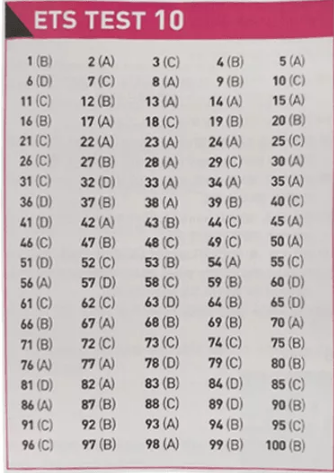 ETS TEST 10
1 (B) 2 (A) 3 (C) 4 (B) 5 (A)
6 (D) 7 (C) 8 (A) 9 (B) 10 (C)
11 (C) 12 (B) 13 (A) 14 (A) 15 (A)
16 (B) 17 (A) 18 (C) 19 (B) 20 (B)
21 (C) 22 (A) 23 (A) 24 (A) 25 (C)
26 (C) 27 (B) 28 (A) 29 (C) 30 (A)
31 (C) 32 (D) 33 (A) 34 (A) 35 (A)
36 (D) 37 (B) 38 (A) 39 (B) 40 (C)
41 (D) 42 (A) 43 (B) 44 (C) 45 (A)
46 (C) 47 (B) 48 (C) 49 (C) 50 (A)
51 (D) 52 (C) 53 (B) 54 (A) 55 (C)
56 (A) 57 (D) 58 (C) 59 (B) 60 (D)
61 (C) 62 (C) 63 (D) 64 (B) 65 (D)
66 (B) 67 (A) 68 (B) 69 (B) 70 (A)
71 (B) 72 (C) 73 (C) 74 (C) 75 (B)
76 (A) 77 (A) 78 (D) 79 (C) 80 (B)
81 (D) 82 (A) 83 (B) 84 (D) 85 (C)
86 (A) 87 (B) 88 (C) 89 (D) 90 (B)
91 (C) 92 (B) 93 (A) 94 (B) 95 (C)
96 (C) 97 (B) 98 (A) 99 (B) 100 (B)